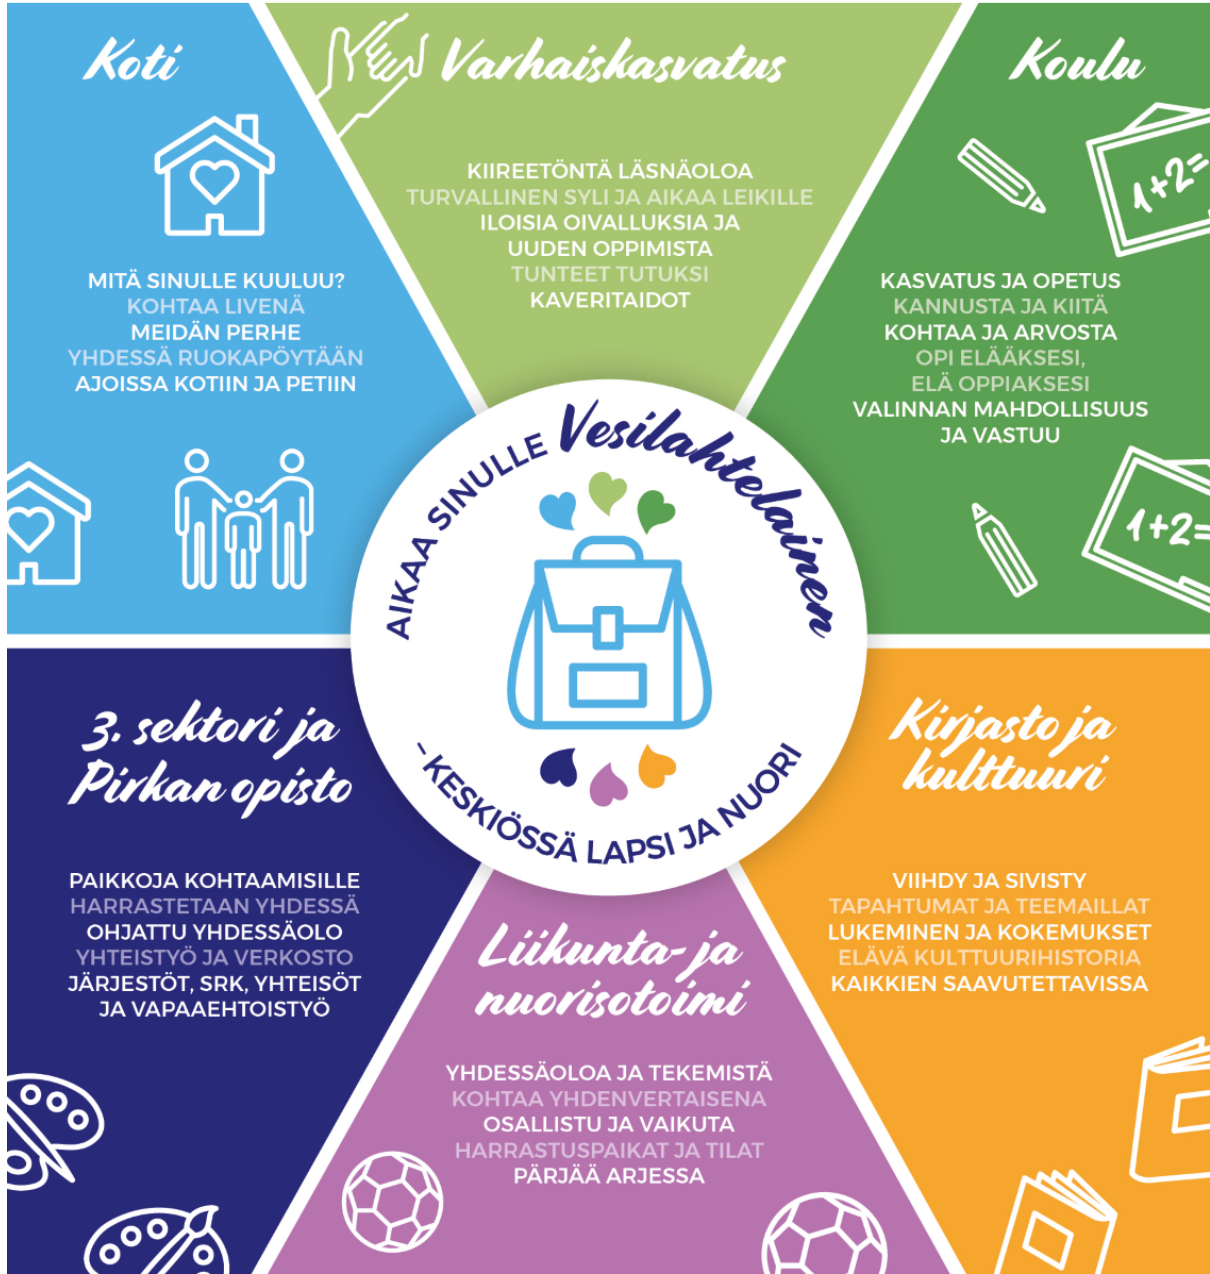 Koti
MITÄ SINULLE KUULUU?
KOHTAA LIVENÄ
MEIDÄN PERHE
YHDESSÄ RUOKAPÖYTÄÄN
AJOISSA KOTIIN JA PETIIN
Varhaiskasvatus
KIIREETÖNTÄ LÄSNÄOLOA
TURVALLINEN SYLI JA AIKAA LEIKILLE
ILOISIA OIVALLUKSIA JA
UUDEN OPPIMISTA
TUNTEET TUTUKSI
KAVERITAIDOT
Koulu
1+2=
KASVATUS JA OPETUS
KANNUSTA JA KIITÄ
KOHTAA JA ARVOSTA
OPI ELÄÄKSESI,
ELÄ OPPIAKSESI
VALINNAN MAHDOLLISUUS
JA VASTUU
1+2=
AIKAA SINULLE Vesilahtelainen
– KESKIÖSSÄ LAPSI JA NUORI
3. sektori ja
Pirkan opisto
PAIKKOJA KOHTAAMISILLE
HARRASTETAAN YHDESSÄ
OHJATTU YHDESSÄOLO
YHTEISTYÖ JA VERKOSTO
JÄRJESTÖT, SRK, YHTEISÖT
JA VAPAAEHTOISTYÖ
Liikunta- ja
nuorisotoimi
YHDESSÄOLOA JA TEKEMISTÄ
KOHTAA YHDENVERTAISENA
OSALLISTU JA VAIKUTA
HARRASTUSPAIKAT JA TILAT
PÄRJÄÄ ARJESSA
Kirjasto ja
kulttuuri
VIIHDY JA SIVISTY
TAPAHTUMAT JA TEEMAILLAT
LUKEMINEN JA KOKEMUKSET
ELÄVÄ KULTTUURIHISTORIA
KAIKKIEN SAAVUTETTAVISSA